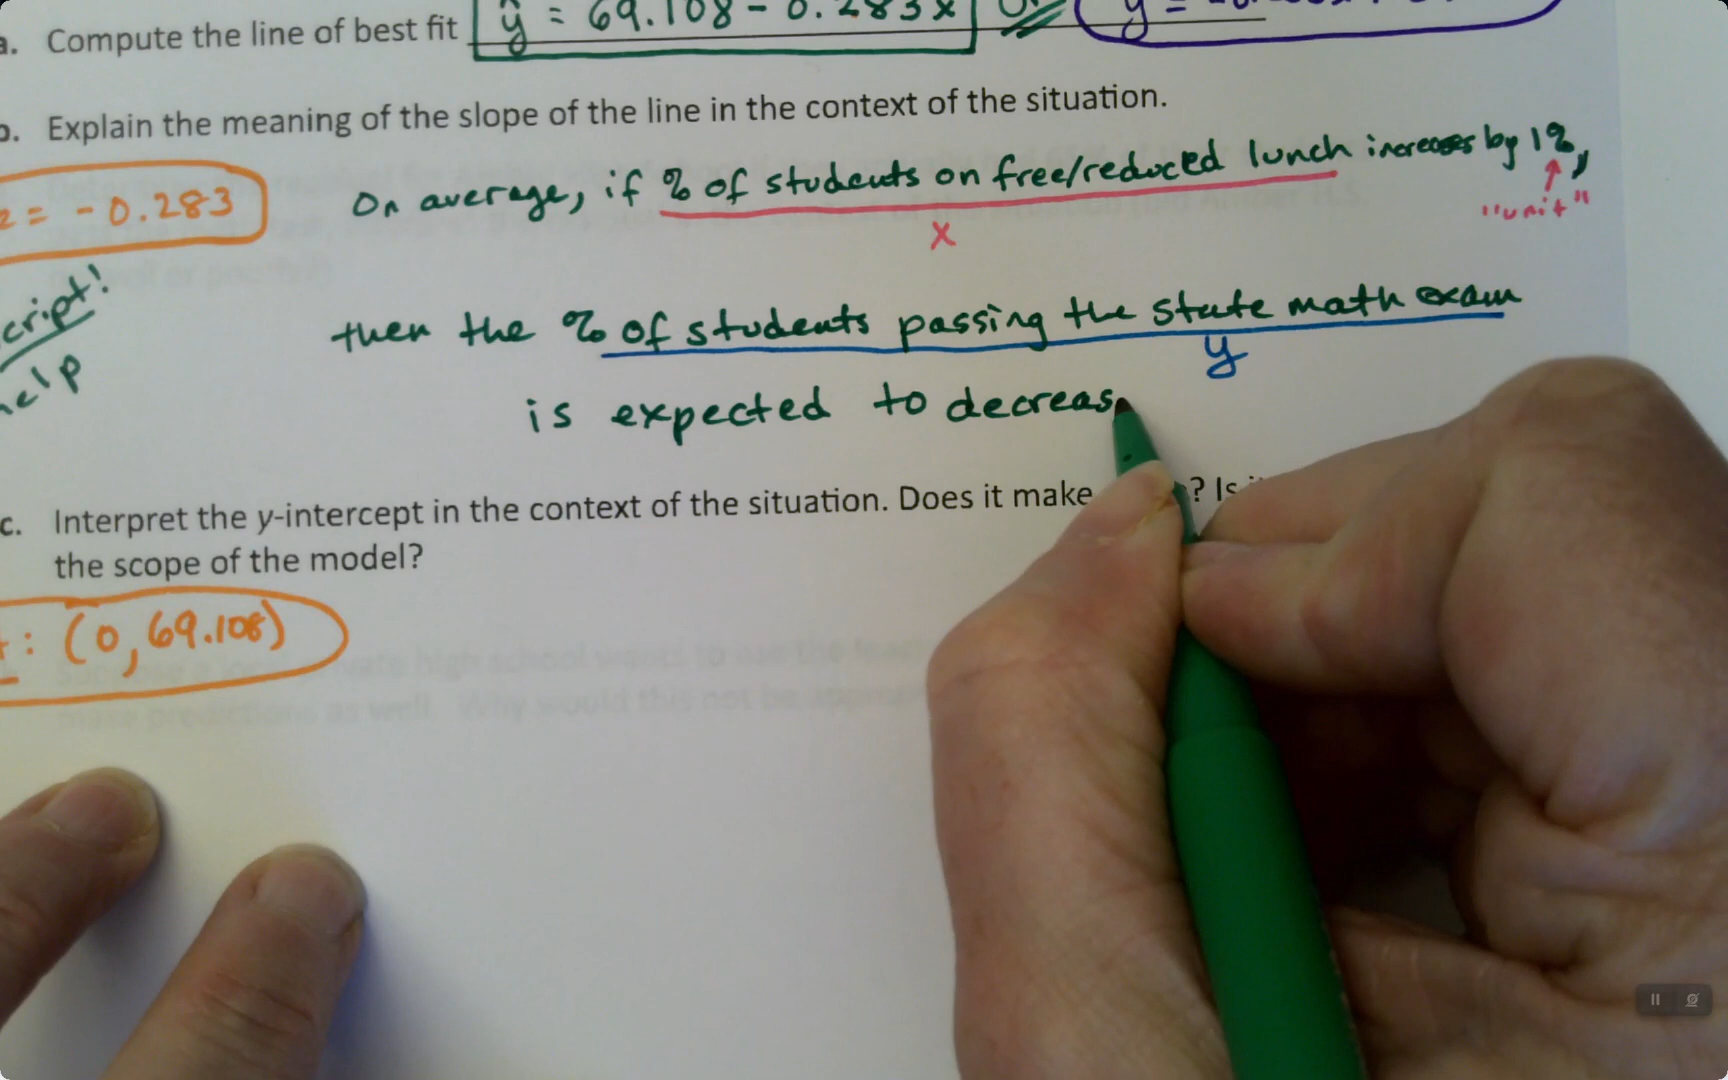 a. Compute the line of best fit ŷ = 69.108 - 0.283x
b. Explain the meaning of the slope of the line in the context of the situation.
= -0.283
On average, if % of students on free/reduced lunch increases by 1%,
x
"unit"
cript!
help
then the % of students passing the state math exam
y
is expected to decreas
c. Interpret the y-intercept in the context of the situation. Does it make ? Is
the scope of the model?
: (0, 69.108)